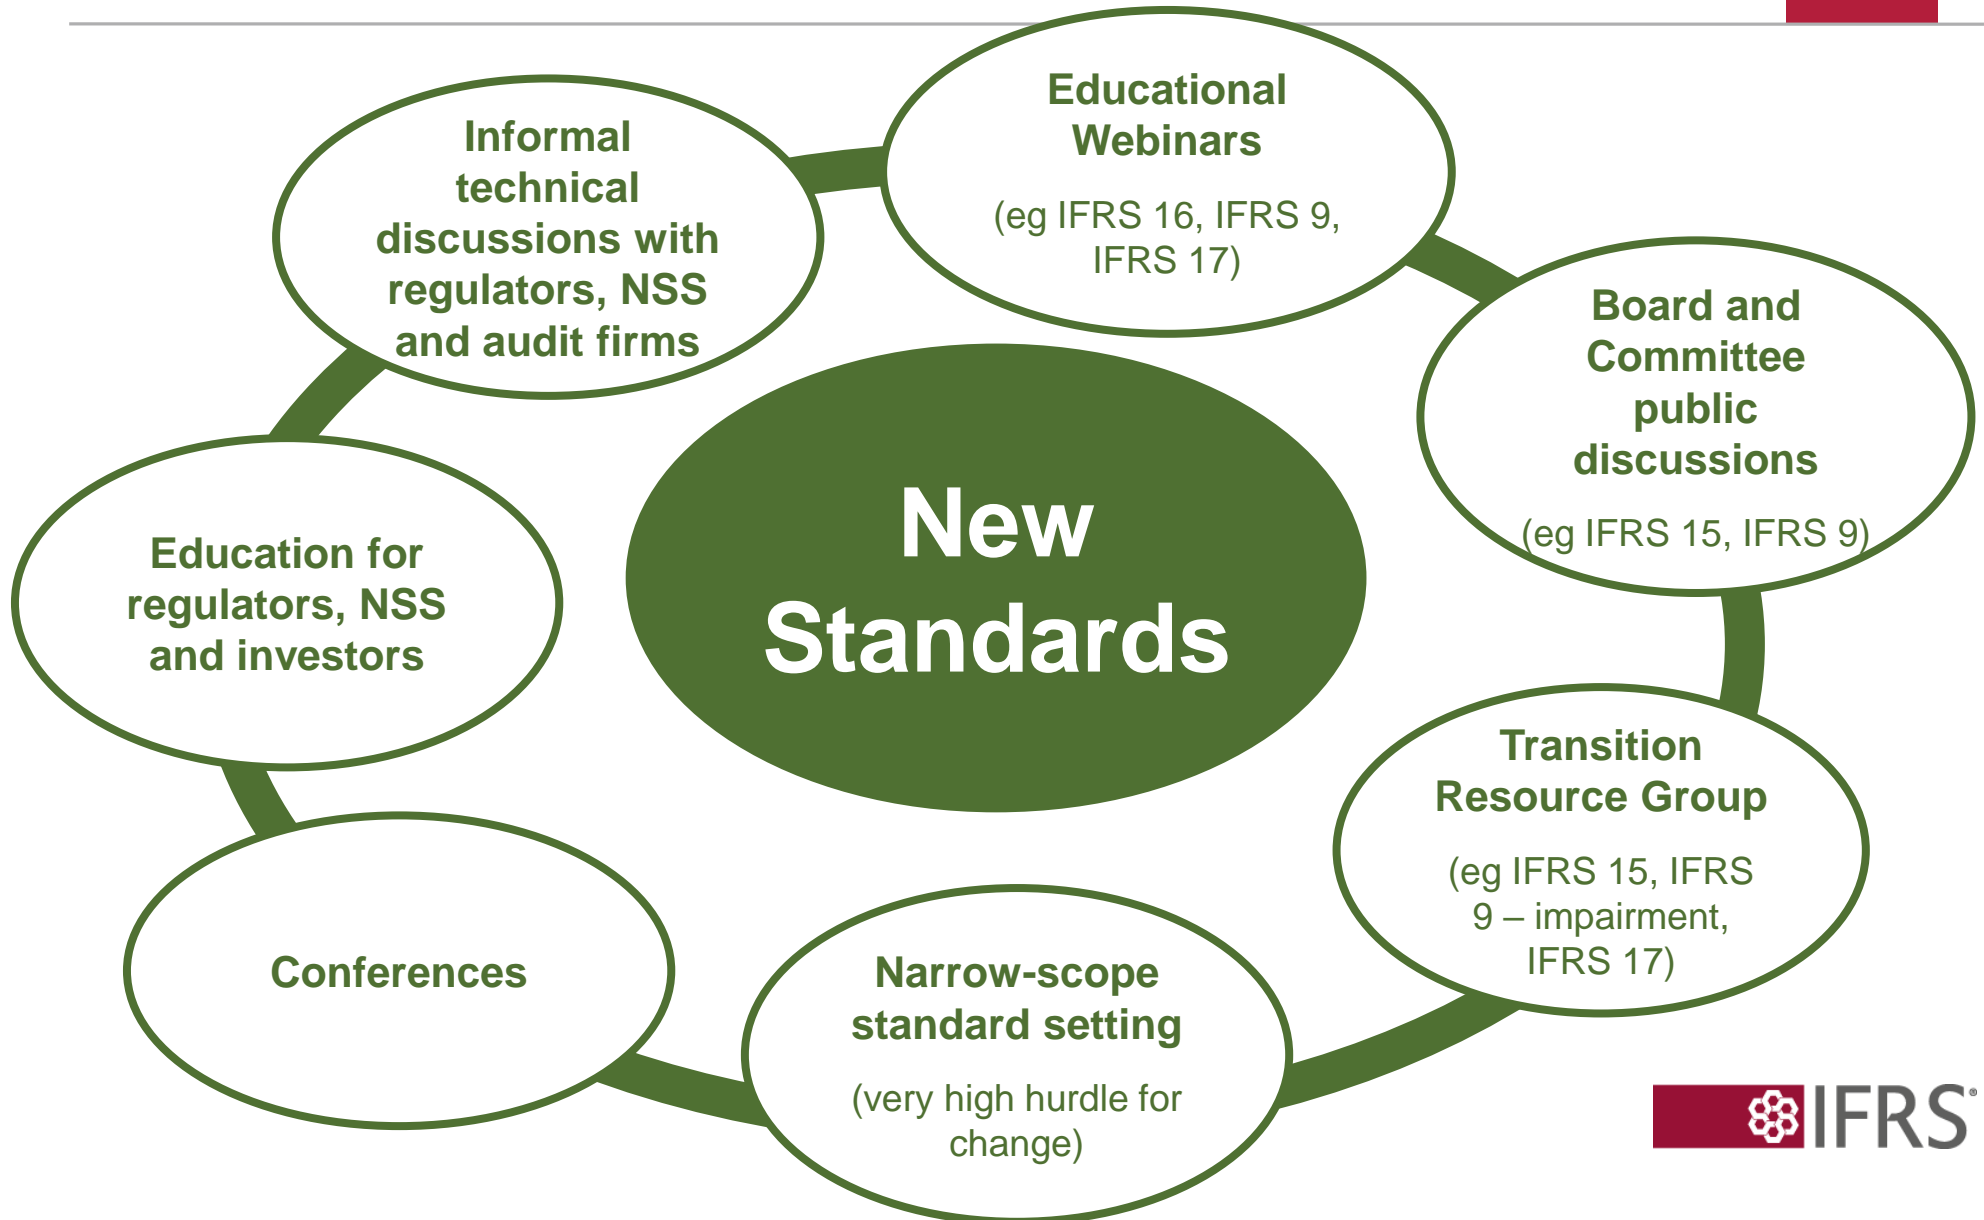 Educational
Webinars
(eg IFRS 16, IFRS 9,
IFRS 17)
Informal
technical
discussions with
regulators, NSS
and audit firms
Board and
Committee
public
discussions
(eg IFRS 15, IFRS 9)
New
Standards
Education for
regulators, NSS
and investors
Transition
Resource Group
(eg IFRS 15, IFRS
9 – impairment,
IFRS 17)
Conferences
Narrow-scope
standard setting
(very high hurdle for
change)
IFRS®